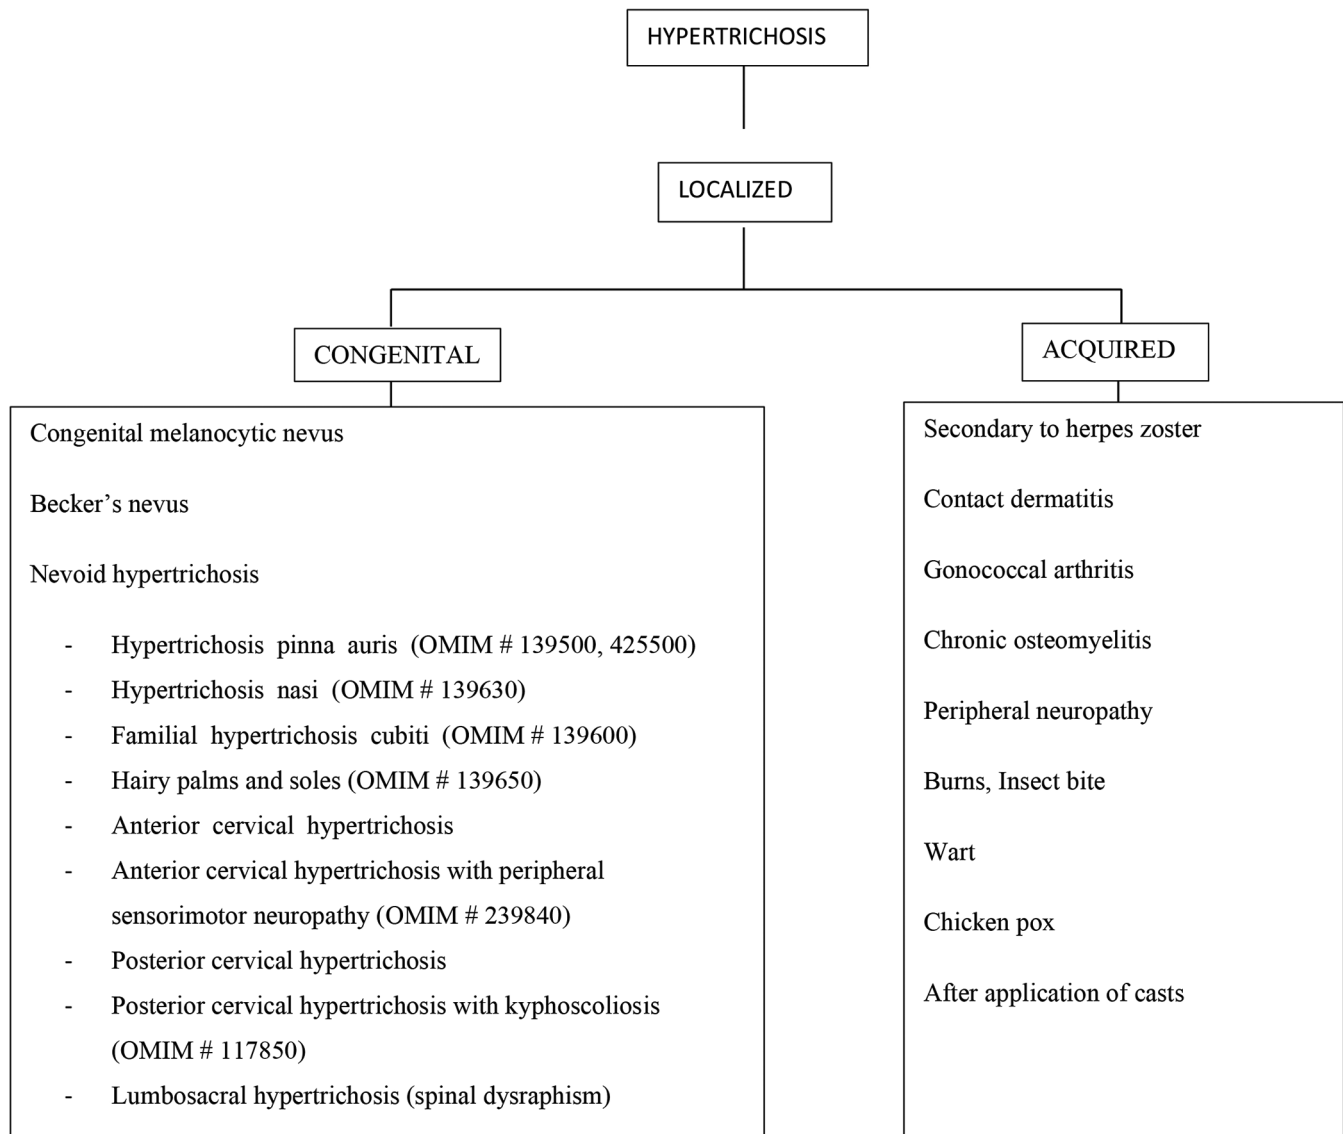 HYPERTRICHOSIS
LOCALIZED
CONGENITAL
ACQUIRED
Congenital melanocytic nevus
Becker’s nevus
Nevoid hypertrichosis
- Hypertrichosis pinna auris (OMIM # 139500, 425500)
- Hypertrichosis nasi (OMIM # 139630)
- Familial hypertrichosis cubiti (OMIM # 139600)
- Hairy palms and soles (OMIM # 139650)
- Anterior cervical hypertrichosis
- Anterior cervical hypertrichosis with peripheral
sensorimotor neuropathy (OMIM # 239840)
- Posterior cervical hypertrichosis
- Posterior cervical hypertrichosis with kyphoscoliosis
(OMIM # 117850)
- Lumbosacral hypertrichosis (spinal dysraphism)
Secondary to herpes zoster
Contact dermatitis
Gonococcal arthritis
Chronic osteomyelitis
Peripheral neuropathy
Burns, Insect bite
Wart
Chicken pox
After application of casts